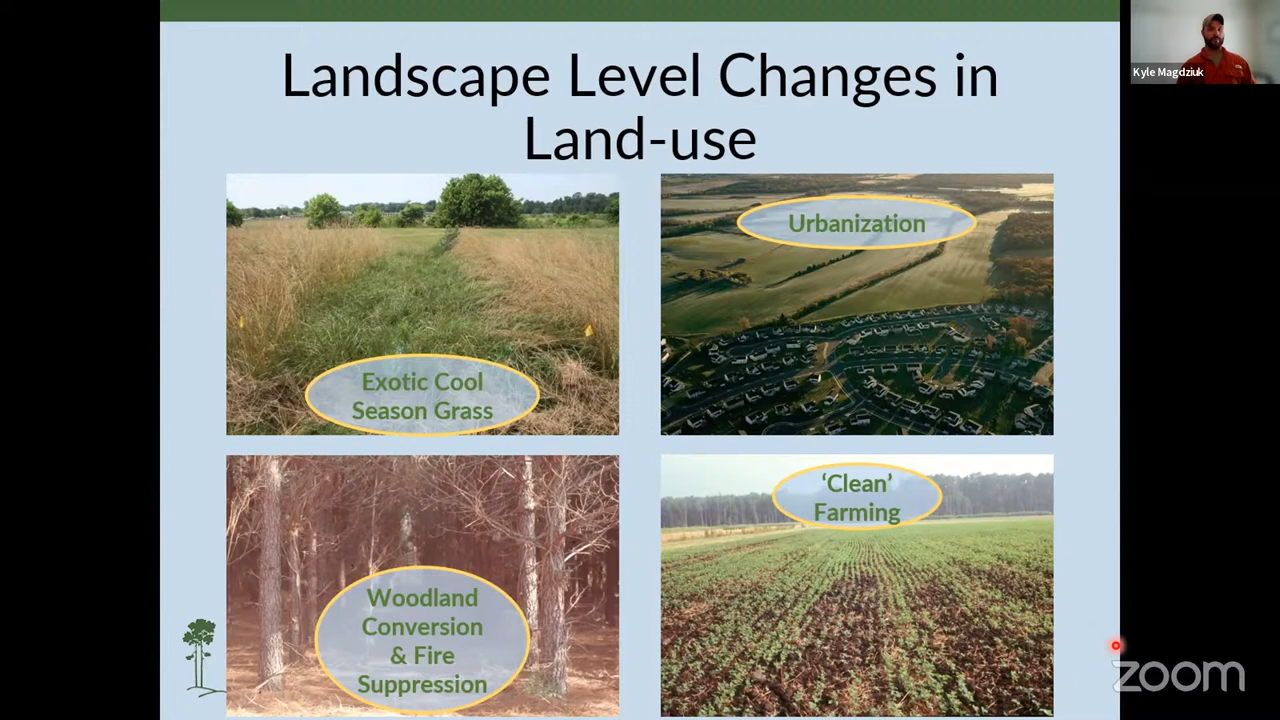 Landscape Level Changes in
Land-use
Kyle Magdziuk
Exotic Cool
Season Grass
Urbanization
Woodland
Conversion
& Fire
Suppression
‘Clean’
Farming
zoom